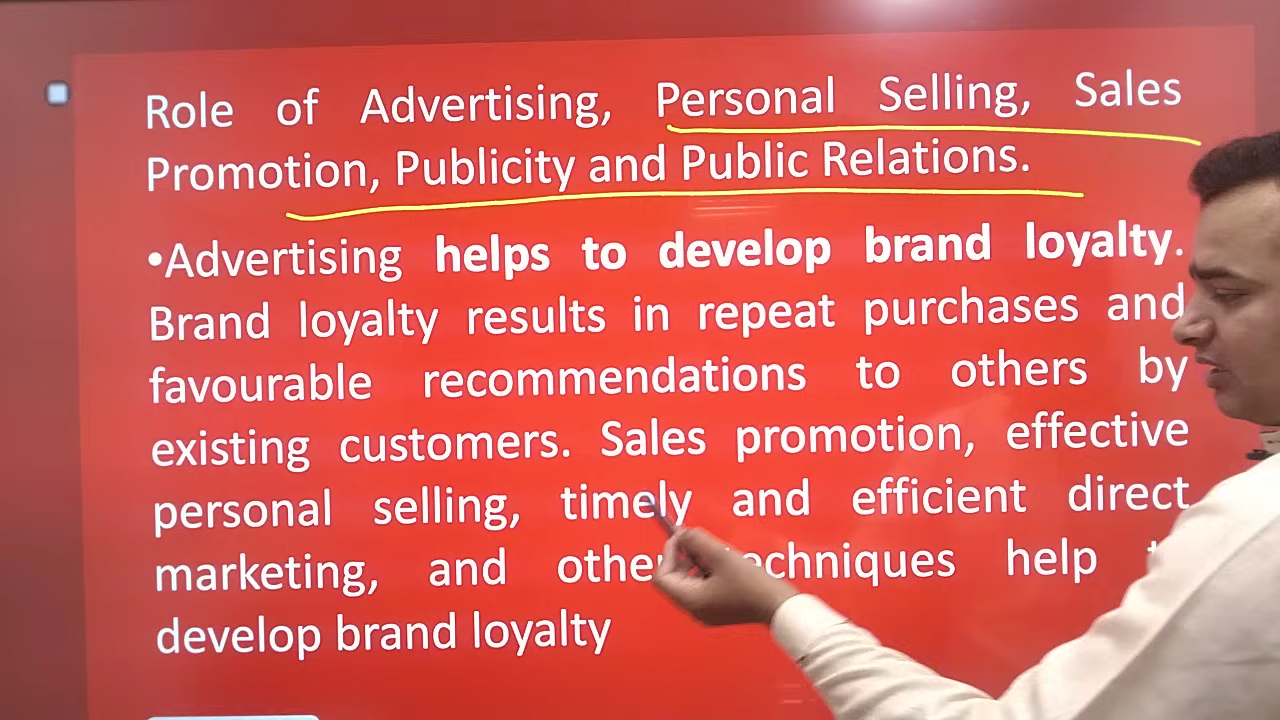 Role of Advertising, Personal Selling, Sales
Promotion, Publicity and Public Relations.
•Advertising helps to develop brand loyalty.
Brand loyalty results in repeat purchases and
favourable recommendations to others by
existing customers. Sales promotion, effective
personal selling, timely and efficient direct
marketing, and other techniques help
develop brand loyalty